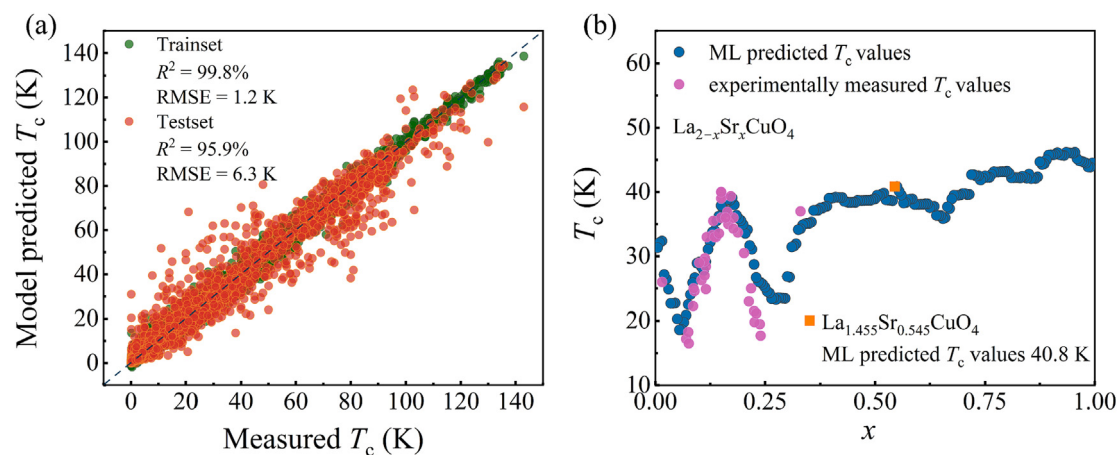 (a)
Trainset
R² = 99.8%
RMSE = 1.2 K
Testset
R² = 95.9%
RMSE = 6.3 K
Model predicted Tc (K)
140
120
100
80
60
40
20
0
0 20 40 60 80 100 120 140
Measured Tc (K)
(b)
ML predicted Tc values
experimentally measured Tc values
La2−xSrxCuO4
Tc (K)
60
50
40
30
20
10
La1.455Sr0.545CuO4
ML predicted Tc values 40.8 K
0.00 0.25 0.50 0.75 1.00
x